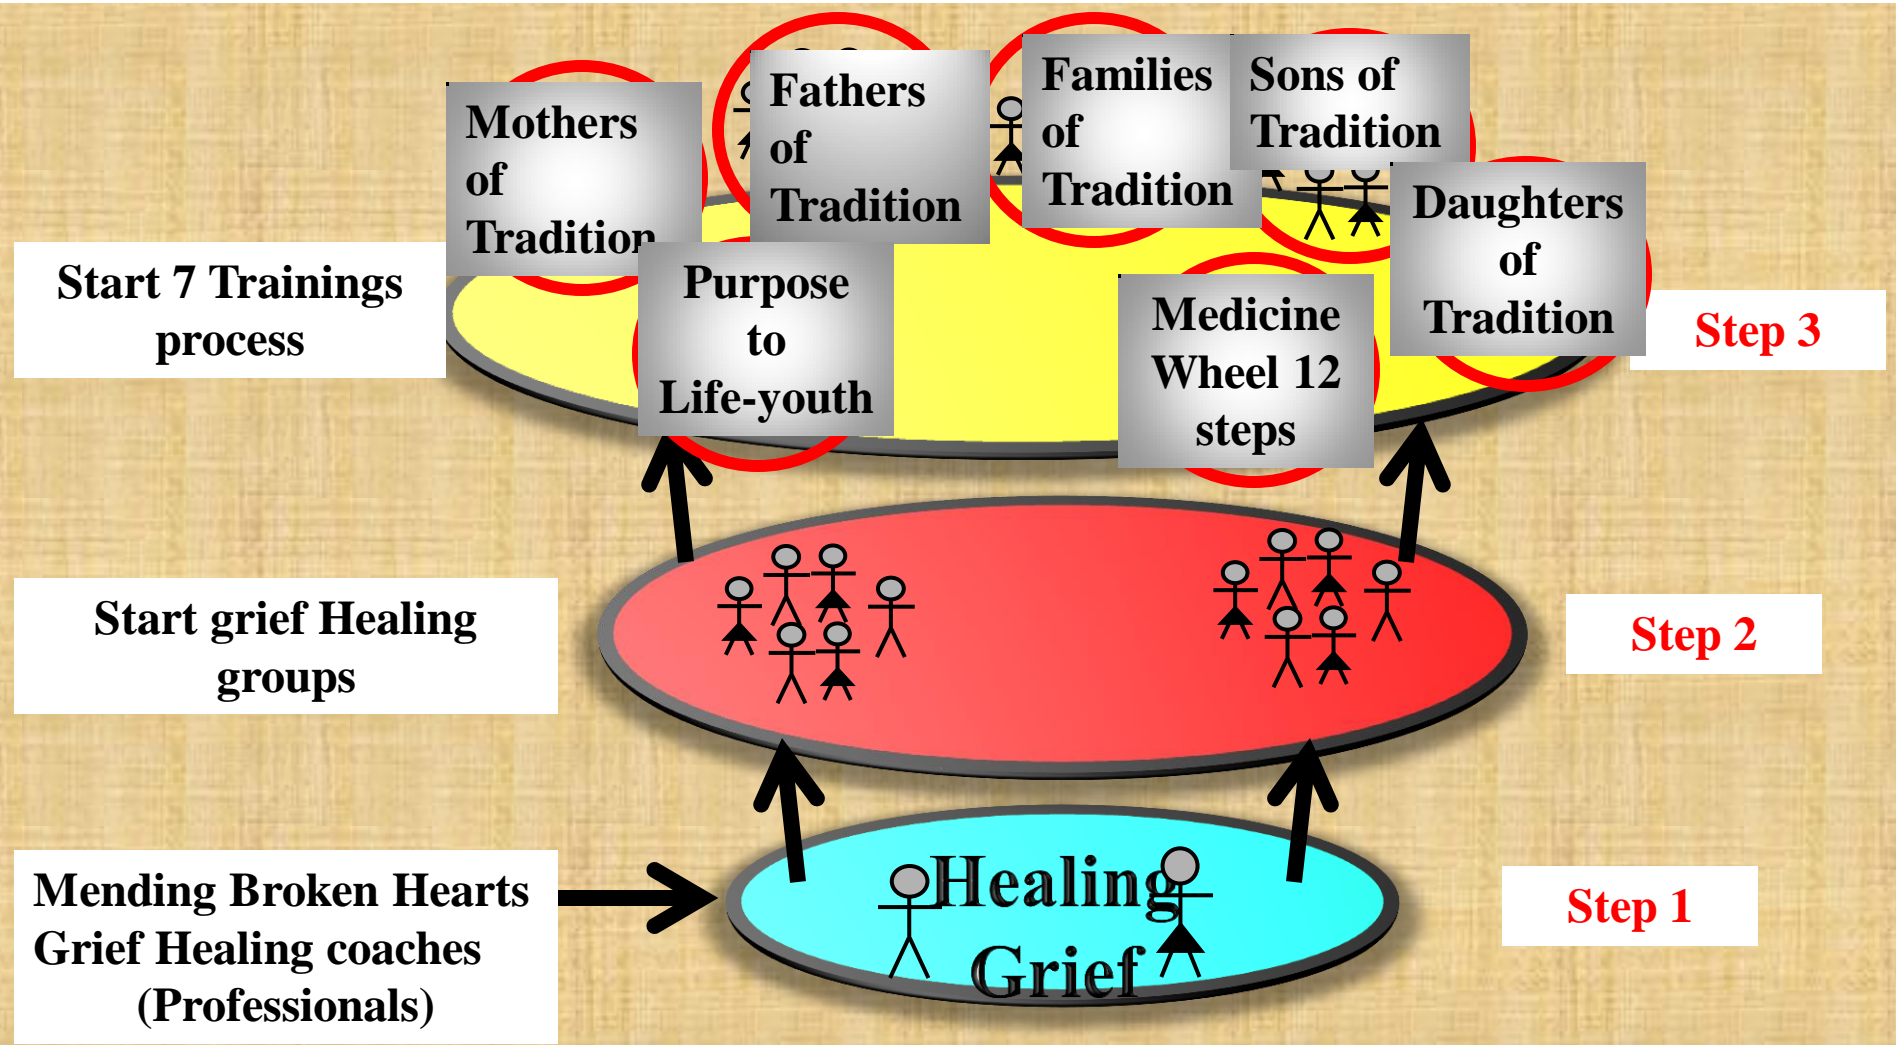 Mothers
of
Tradition
Fathers
of
Tradition
Families
of
Tradition
Sons of
Tradition
Daughters
of
Tradition
Purpose
to
Life-youth
Medicine
Wheel 12
steps
Start 7 Trainings
process
Step 3
Start grief Healing
groups
Step 2
Mending Broken Hearts
Grief Healing coaches
(Professionals)
Healing
Grief
Step 1